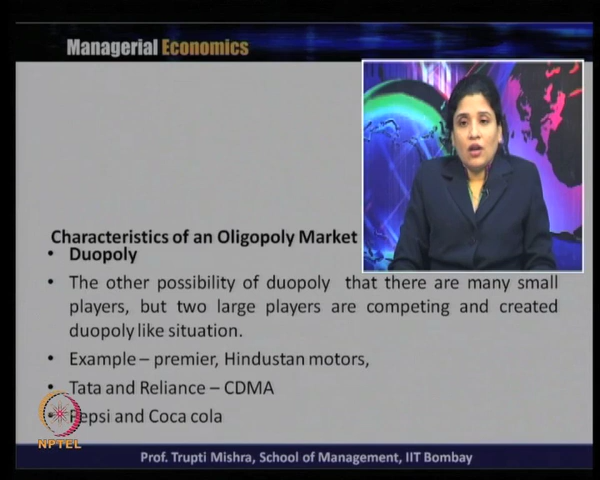 Managerial Economics
Characteristics of an Oligopoly Market
• Duopoly
• The other possibility of duopoly that there are many small
players, but two large players are competing and created
duopoly like situation.
• Example – premier, Hindustan motors,
• Tata and Reliance – CDMA
• Pepsi and Coca cola
NPTEL
Prof. Trupti Mishra, School of Management, IIT Bombay